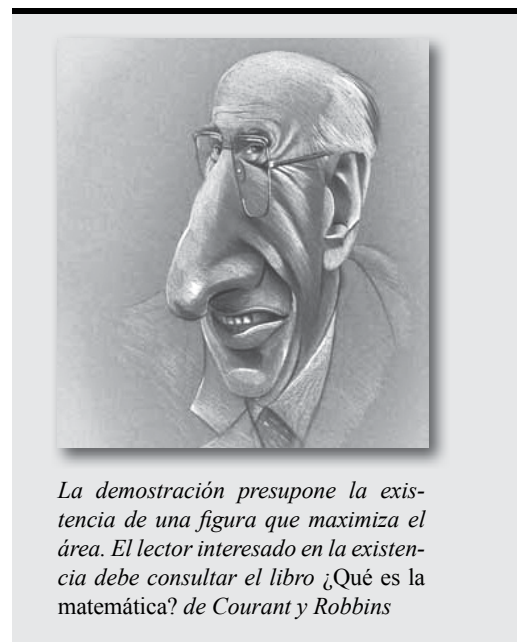 La demostración presupone la exis-
tencia de una figura que maximiza el
área. El lector interesado en la existen-
cia debe consultar el libro ¿Qué es la
matemática? de Courant y Robbins